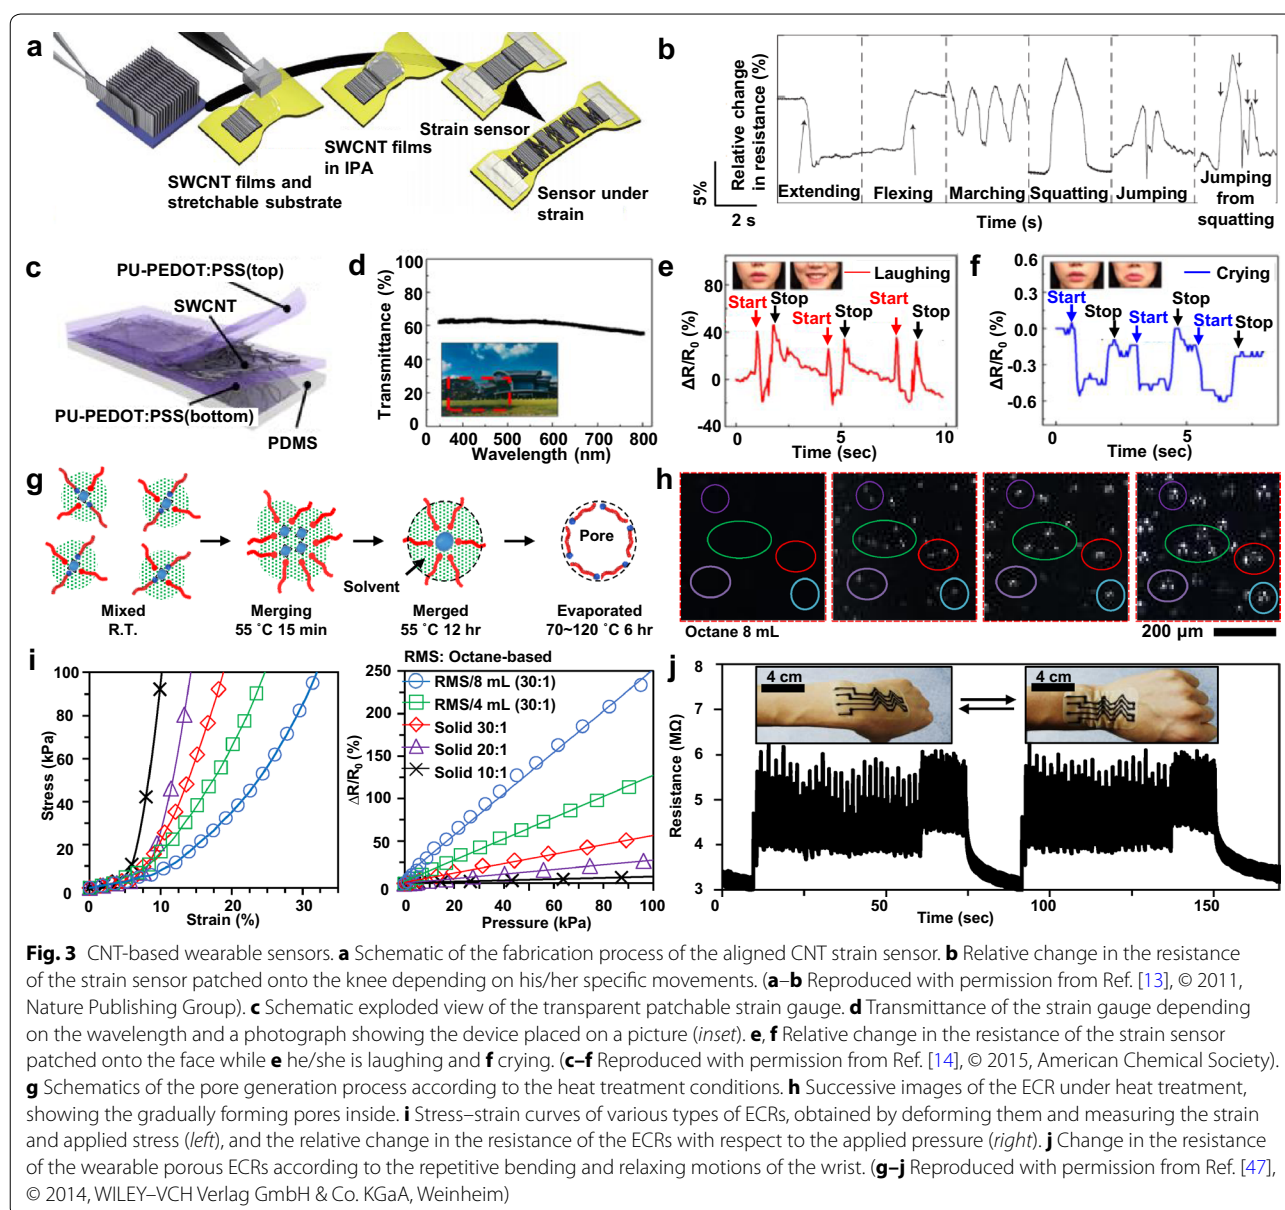 a
SWCNT films and
stretchable substrate
SWCNT films
in IPA
Strain sensor
Sensor under
strain
b
Relative change
in resistance (%)
5%
2 s
Extending
Flexing
Marching
Squatting
Jumping
Jumping
from
squatting
Time (s)
c
PU-PEDOT:PSS(top)
SWCNT
PU-PEDOT:PSS(bottom)
PDMS
d
Transmittance (%)
100
80
60
40
20
0
400 500 600 700 800
Wavelength (nm)
e
Laughing
Start
Stop
Start
Stop
Start
Stop
ΔR/R0 (%)
80
40
0
-40
0 5 10
Time (sec)
f
Crying
Start
Stop
Start
Stop
Start
Stop
ΔR/R0 (%)
0.6
0.3
0.0
-0.3
-0.6
0 5
Time (sec)
g
Solvent
Pore
Mixed
R.T.
Merging
55 ˚C 15 min
Merged
55 ˚C 12 hr
Evaporated
70~120 ˚C 6 hr
h
Octane 8 mL
200 µm
i
Stress (kPa)
100
80
60
40
20
0
0 10 20 30
Strain (%)
RMS: Octane-based
RMS/8 mL (30:1)
RMS/4 mL (30:1)
Solid 30:1
Solid 20:1
Solid 10:1
ΔR/R0 (%)
250
200
150
100
50
0
0 20 40 60 80 100
Pressure (kPa)
j
4 cm
4 cm
Resistance (MΩ)
8
7
6
5
4
3
0 50 100 150
Time (sec)
Fig. 3 CNT-based wearable sensors. a Schematic of the fabrication process of the aligned CNT strain sensor. b Relative change in the resistance
of the strain sensor patched onto the knee depending on his/her specific movements. (a–b Reproduced with permission from Ref. [13], © 2011,
Nature Publishing Group). c Schematic exploded view of the transparent patchable strain gauge. d Transmittance of the strain gauge depending
on the wavelength and a photograph showing the device placed on a picture (inset). e, f Relative change in the resistance of the strain sensor
patched onto the face while e he/she is laughing and f crying. (c–f Reproduced with permission from Ref. [14], © 2015, American Chemical Society).
g Schematics of the pore generation process according to the heat treatment conditions. h Successive images of the ECR under heat treatment,
showing the gradually forming pores inside. i Stress–strain curves of various types of ECRs, obtained by deforming them and measuring the strain
and applied stress (left), and the relative change in the resistance of the ECRs with respect to the applied pressure (right). j Change in the resistance
of the wearable porous ECRs according to the repetitive bending and relaxing motions of the wrist. (g–j Reproduced with permission from Ref. [47],
© 2014, WILEY–VCH Verlag GmbH & Co. KGaA, Weinheim)